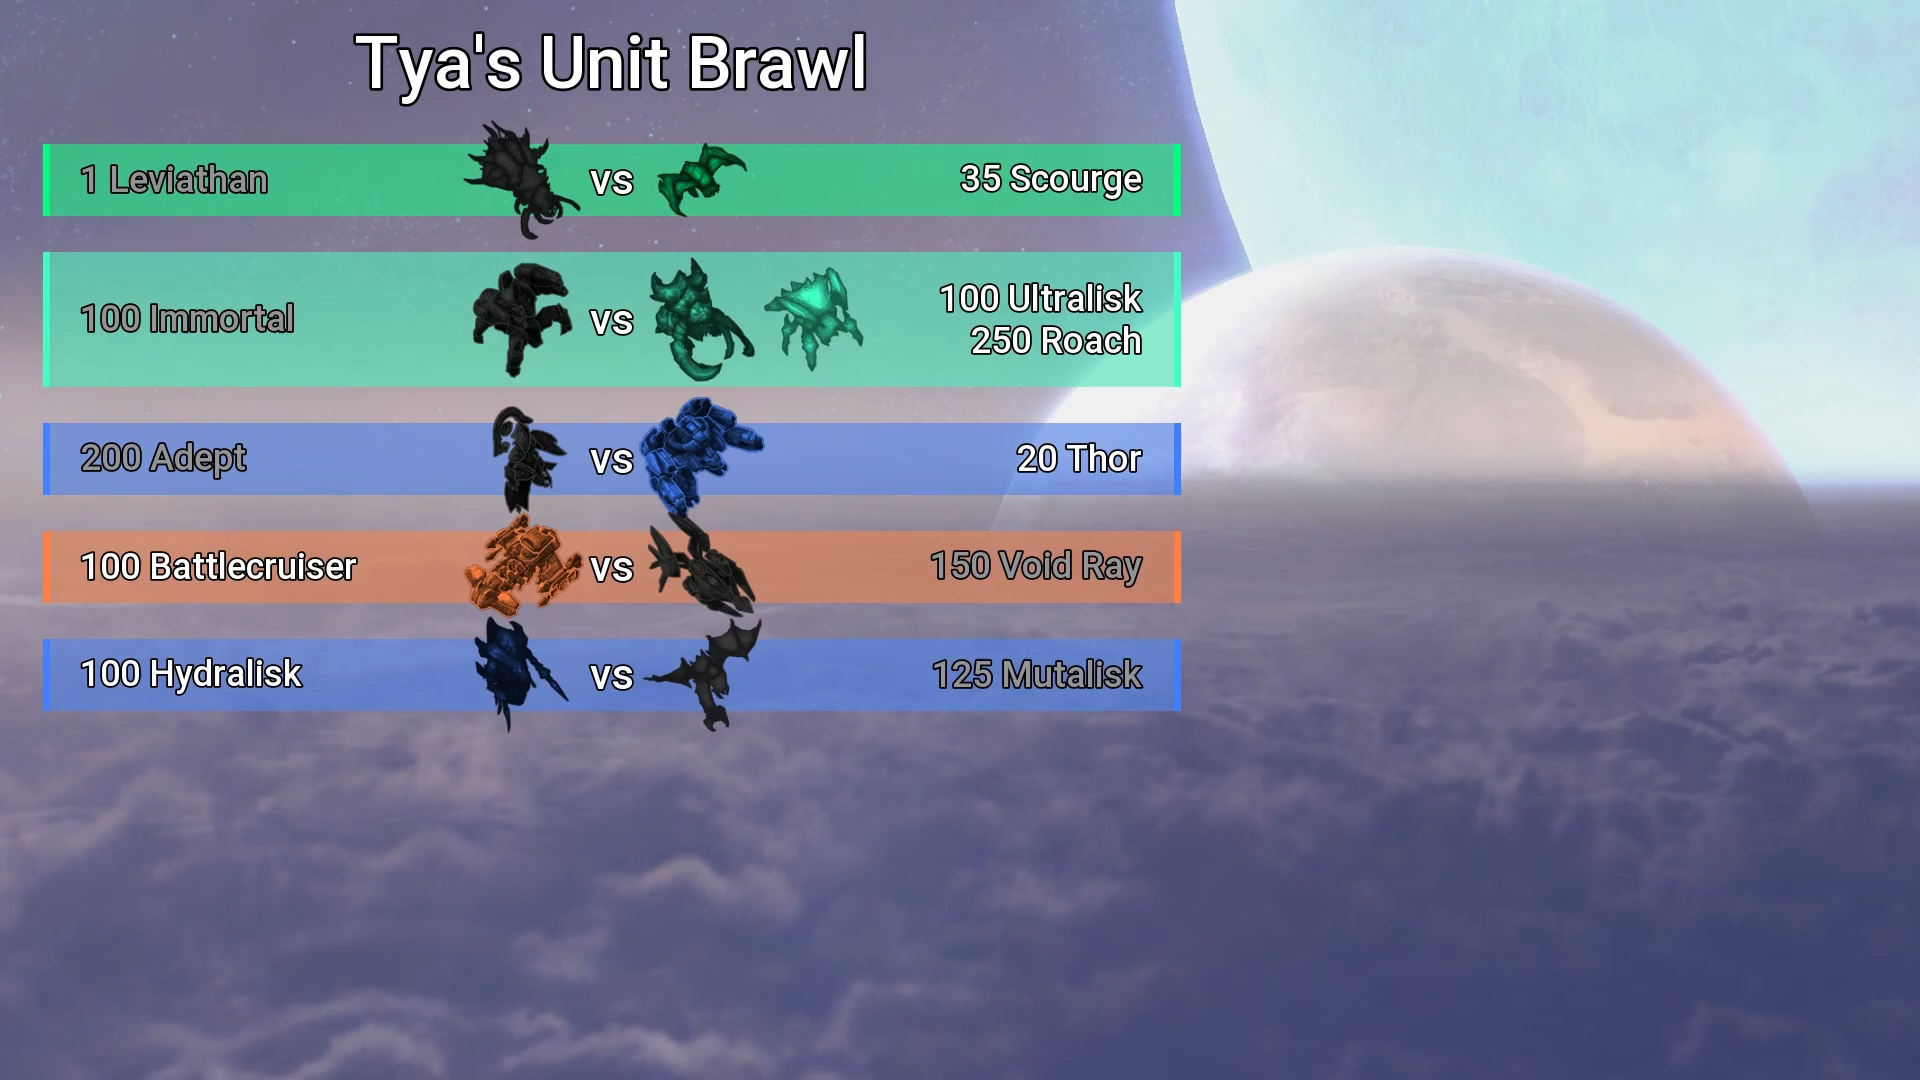 Tya's Unit Brawl
1 Leviathan vs 35 Scourge
100 Immortal vs 100 Ultralisk
250 Roach
200 Adept vs 20 Thor
100 Battlecruiser vs 150 Void Ray
100 Hydralisk vs 125 Mutalisk